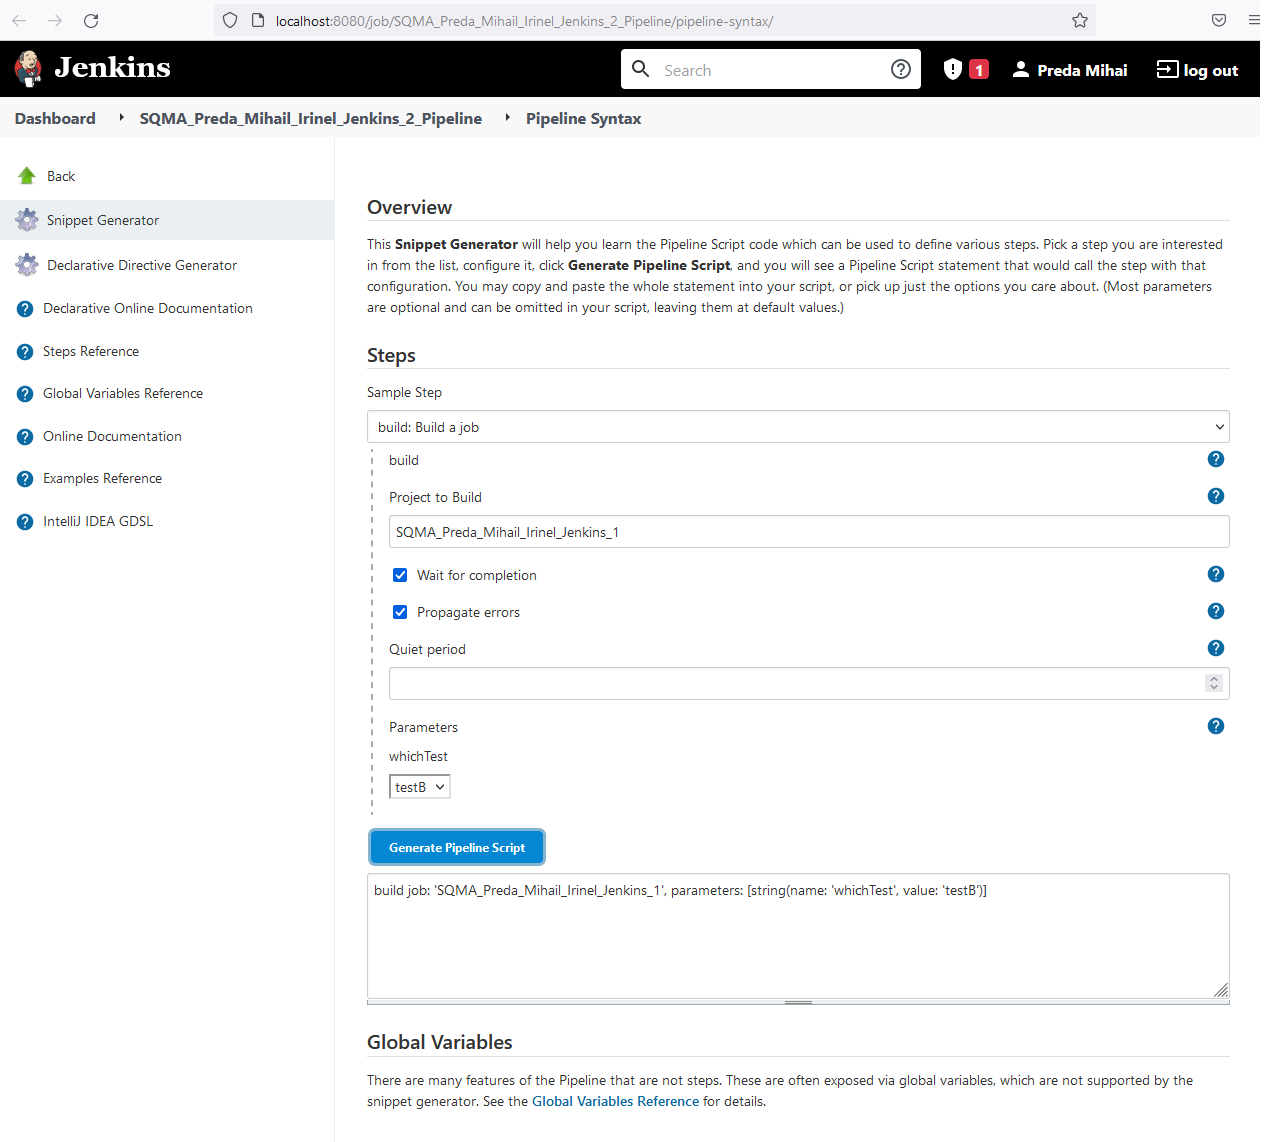 localhost:8080/job/SQMA_Preda_Mihail_Irinel_Jenkins_2_Pipeline/pipeline-syntax/
Jenkins
Search
1
Preda Mihai
log out
Dashboard
SQMA_Preda_Mihail_Irinel_Jenkins_2_Pipeline
Pipeline Syntax
Back
Snippet Generator
Declarative Directive Generator
Declarative Online Documentation
Steps Reference
Global Variables Reference
Online Documentation
Examples Reference
IntelliJ IDEA GDSL
Overview
This Snippet Generator will help you learn the Pipeline Script code which can be used to define various steps. Pick a step you are interested
in from the list, configure it, click Generate Pipeline Script, and you will see a Pipeline Script statement that would call the step with that
configuration. You may copy and paste the whole statement into your script, or pick up just the options you care about. (Most parameters
are optional and can be omitted in your script, leaving them at default values.)
Steps
Sample Step
build: Build a job
build
Project to Build
SQMA_Preda_Mihail_Irinel_Jenkins_1
Wait for completion
Propagate errors
Quiet period
Parameters
whichTest
testB
Generate Pipeline Script
build job: 'SQMA_Preda_Mihail_Irinel_Jenkins_1', parameters: [string(name: 'whichTest', value: 'testB')]
Global Variables
There are many features of the Pipeline that are not steps. These are often exposed via global variables, which are not supported by the
snippet generator. See the Global Variables Reference for details.